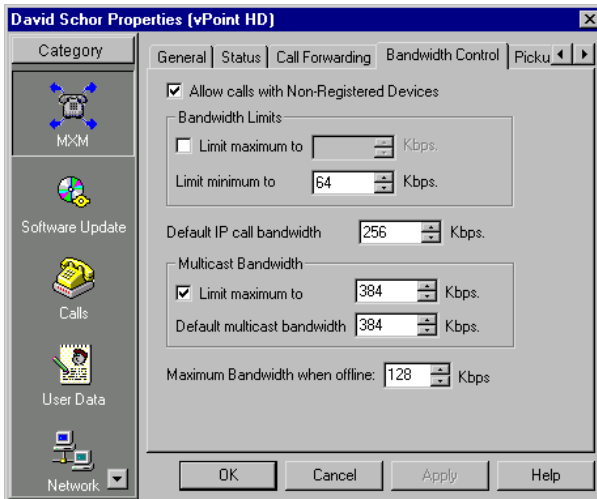 David Schor Properties (vPoint HD)
Category
MXM
Software Update
Calls
User Data
Network
General Status Call Forwarding Bandwidth Control Picku
Allow calls with Non-Registered Devices
Bandwidth Limits
Limit maximum to Kbps.
Limit minimum to 64 Kbps.
Default IP call bandwidth 256 Kbps.
Multicast Bandwidth
Limit maximum to 384 Kbps.
Default multicast bandwidth 384 Kbps.
Maximum Bandwidth when offline: 128 Kbps
OK Cancel Apply Help